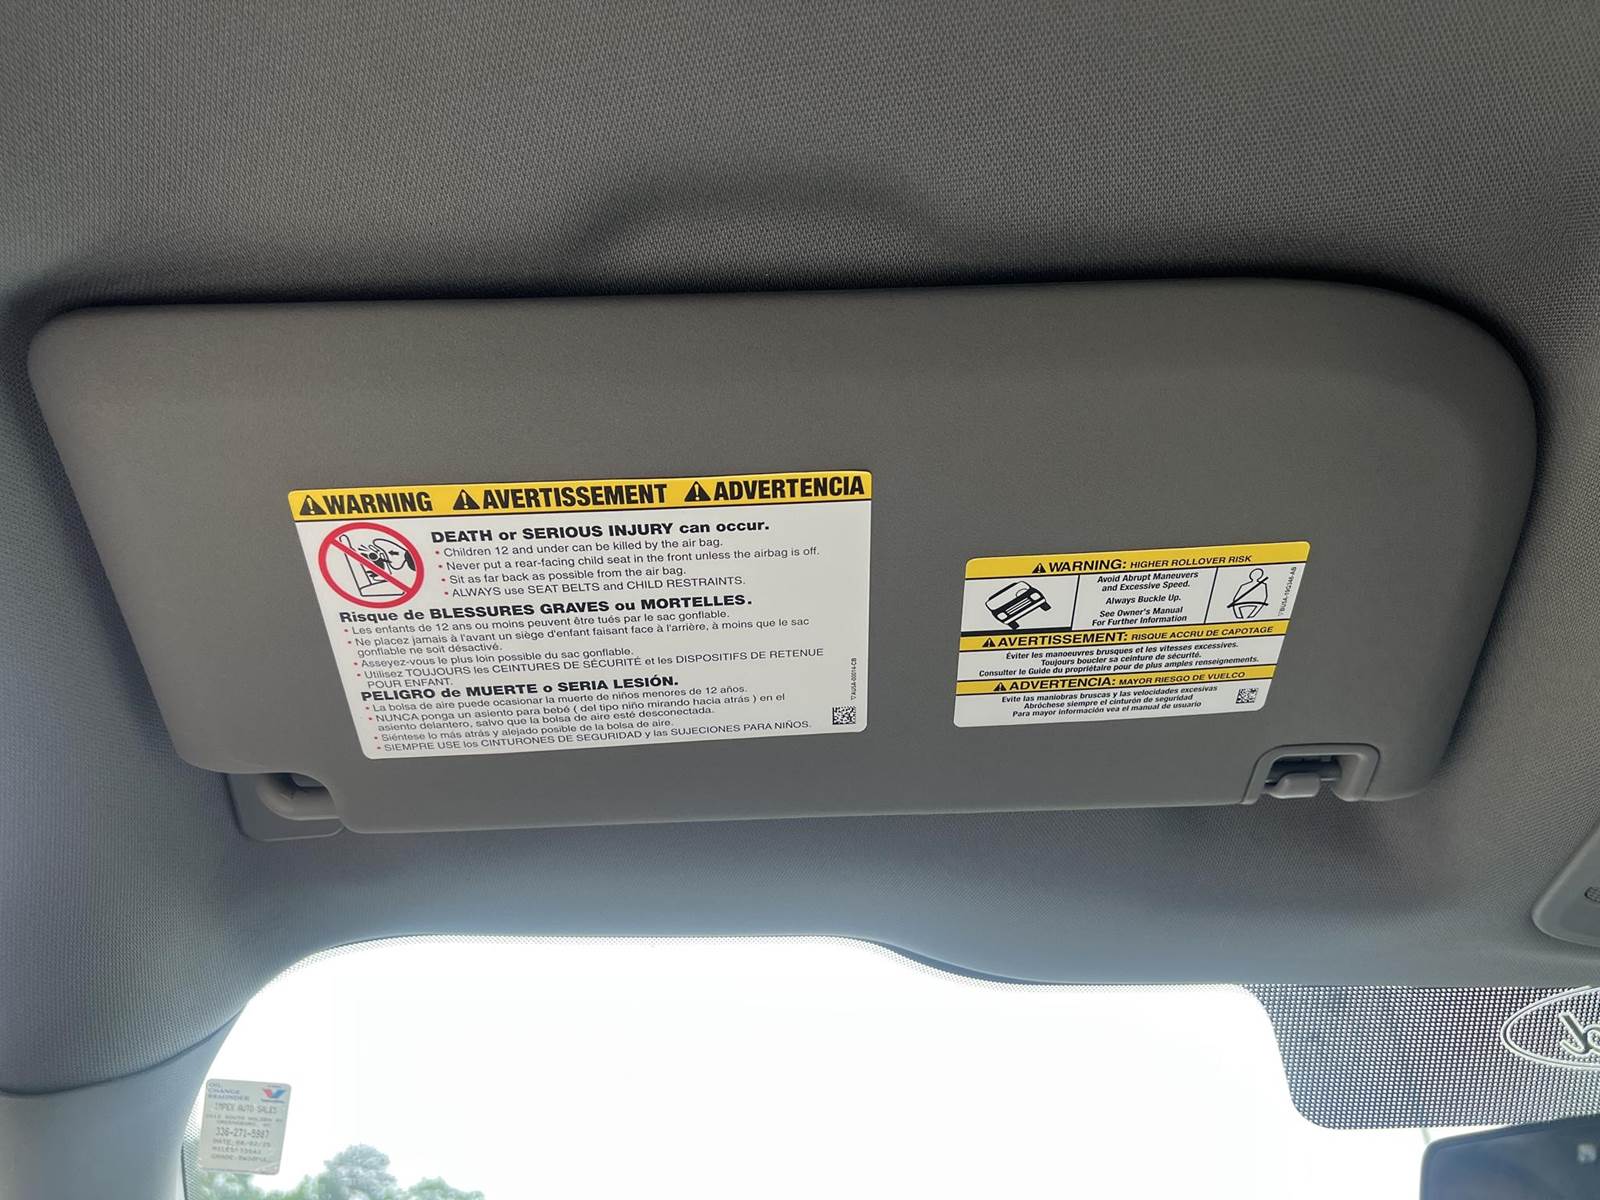 WARNING AVERTISSEMENT ADVERTENCIA
DEATH or SERIOUS INJURY can occur.
• Children 12 and under can be killed by the air bag.
• Never put a rear-facing child seat in the front unless the airbag is off.
• Sit as far back as possible from the air bag.
• ALWAYS use SEAT BELTS and CHILD RESTRAINTS.
Risque de BLESSURES GRAVES ou MORTELLES.
• Les enfants de 12 ans ou moins peuvent être tués par le sac gonflable.
• Ne placez jamais à l'avant un siège d'enfant faisant face à l'arrière, à moins que le sac
gonflable ne soit désactivé.
• Asseyez-vous le plus loin possible du sac gonflable.
• Utilisez TOUJOURS les CEINTURES DE SÉCURITÉ et les DISPOSITIFS DE RETENUE
POUR ENFANT.
PELIGRO de MUERTE o SERIA LESIÓN.
• La bolsa de aire puede ocasionar la muerte de niños menores de 12 años.
• NUNCA ponga un asiento para bebé ( del tipo niño mirando hacia atrás ) en el
asiento delantero, salvo que la bolsa de aire esté desconectada.
• Siéntese lo más atrás y alejado posible de la bolsa de aire.
• SIEMPRE USE los CINTURONES DE SEGURIDAD y las SUJECIONES PARA NIÑOS.
WARNING: HIGHER ROLLOVER RISK
Avoid Abrupt Maneuvers
and Excessive Speed.
Always Buckle Up.
See Owner's Manual
For Further Information
AVERTISSEMENT: RISQUE ACCRU DE CAPOTAGE
Éviter les manoeuvres brusques et les vitesses excessives.
Toujours boucler sa ceinture de sécurité.
Consulter le Guide du propriétaire pour de plus amples renseignements.
ADVERTENCIA: MAYOR RIESGO DE VUELCO
Evite las maniobras bruscas y las velocidades excesivas
Abróchese siempre el cinturón de seguridad
Para mayor información vea el manual de usuario
OIL
CHANGE
REMINDER
IMPEX AUTO SALES
336-271-5987